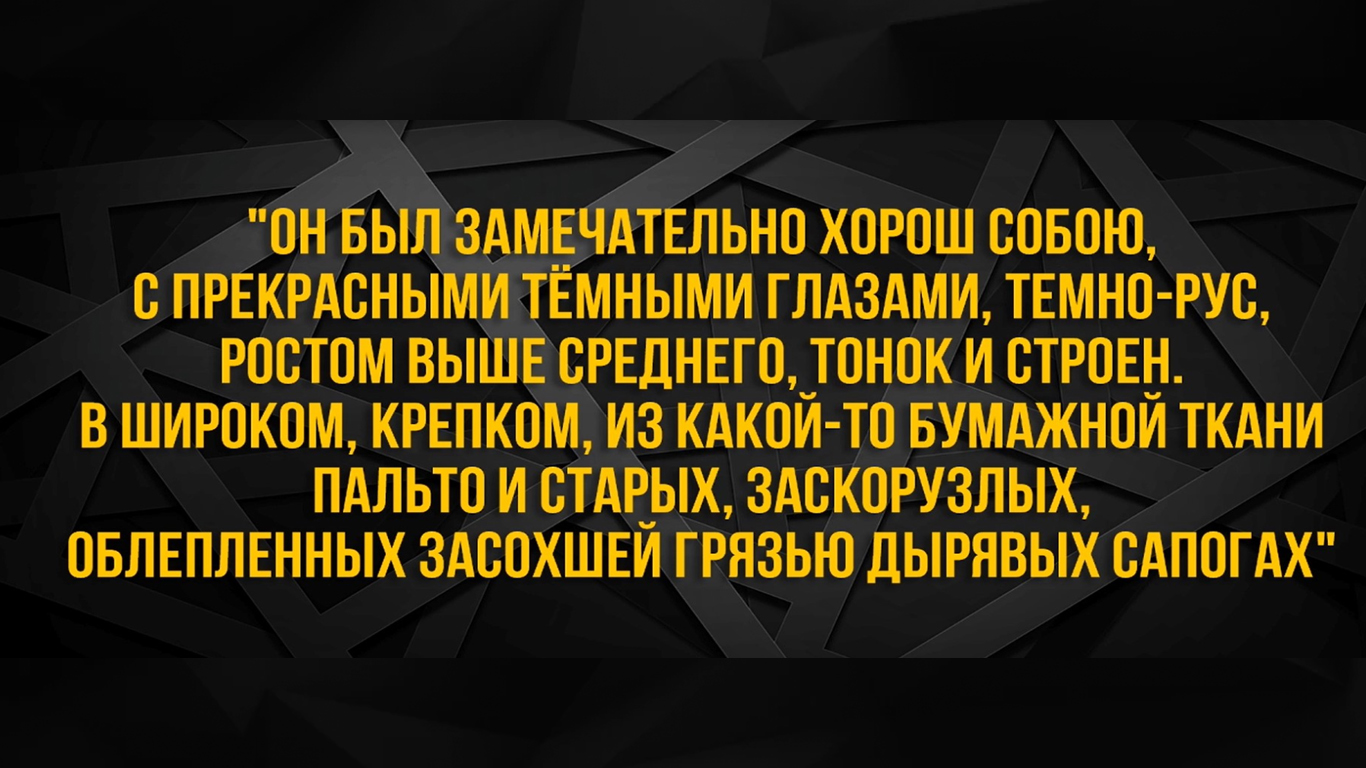 "ОН БЫЛ ЗАМЕЧАТЕЛЬНО ХОРОШ СОБОЮ,
С ПРЕКРАСНЫМИ ТЁМНЫМИ ГЛАЗАМИ, ТЕМНО-РУС,
РОСТОМ ВЫШЕ СРЕДНЕГО, ТОНОК И СТРОЕН.
В ШИРОКОМ, КРЕПКОМ, ИЗ КАКОЙ-ТО БУМАЖНОЙ ТКАНИ
ПАЛЬТО И СТАРЫХ, ЗАСКОРУЗЛЫХ,
ОБЛЕПЛЕННЫХ ЗАСОХШЕЙ ГРЯЗЬЮ ДЫРЯВЫХ САПОГАХ"